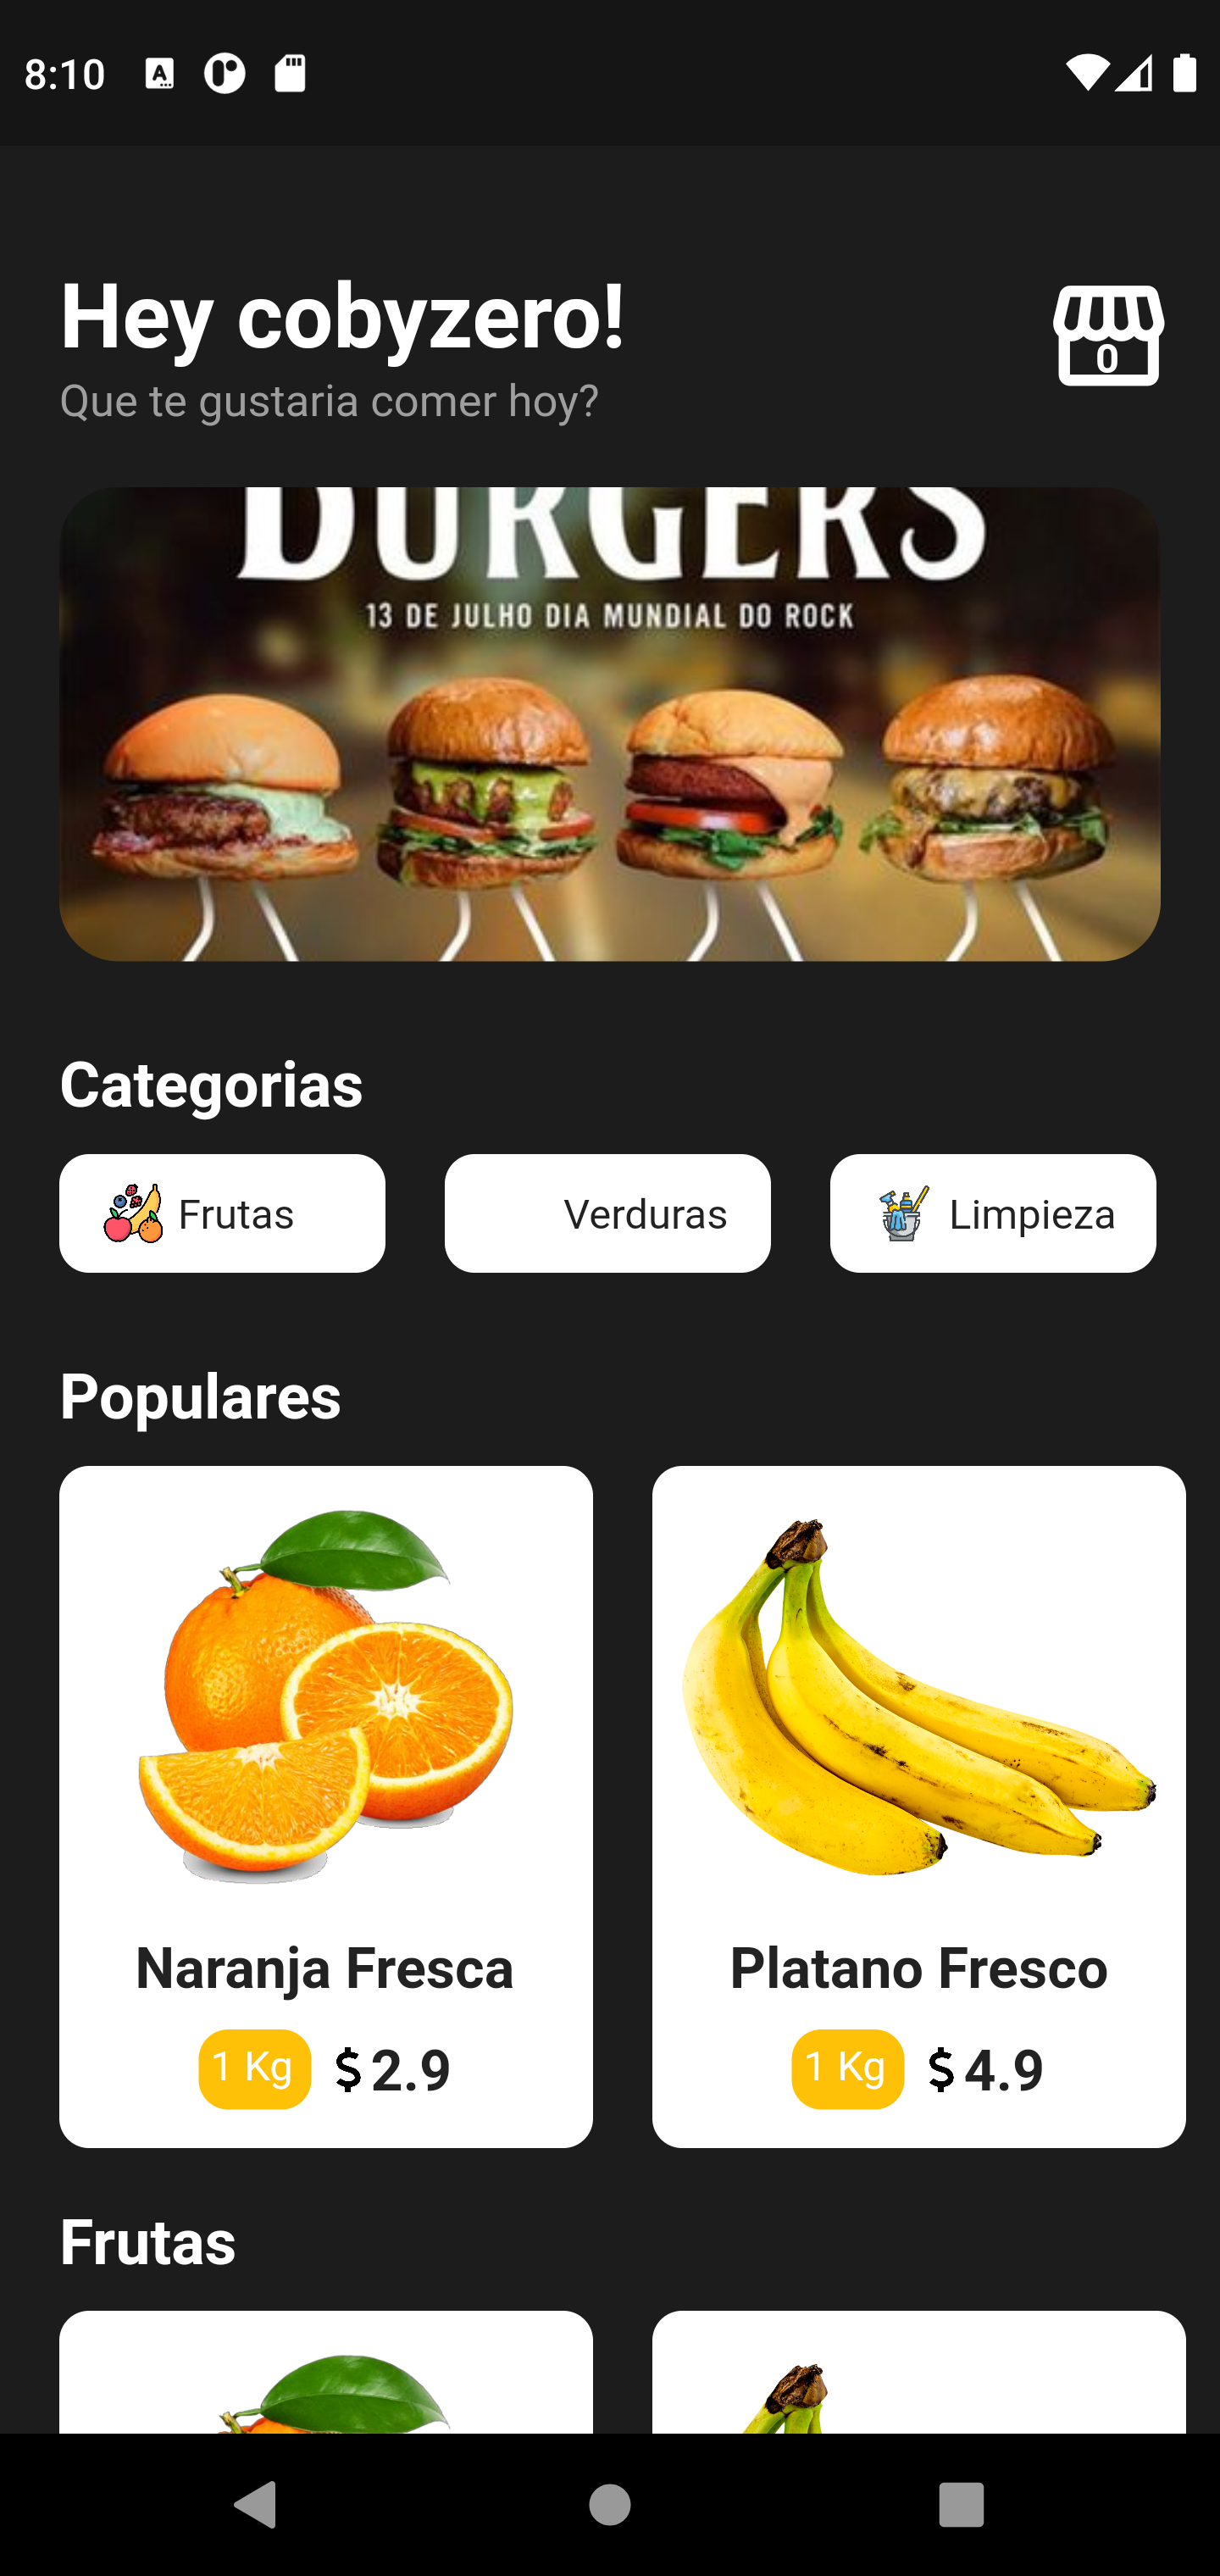 8:10
Hey cobyzero!
0
Que te gustaria comer hoy?
BURGERS
13 DE JULHO DIA MUNDIAL DO ROCK
Categorias
Frutas
Verduras
Limpieza
Populares
Naranja Fresca
1 Kg $2.9
Platano Fresco
1 Kg $4.9
Frutas